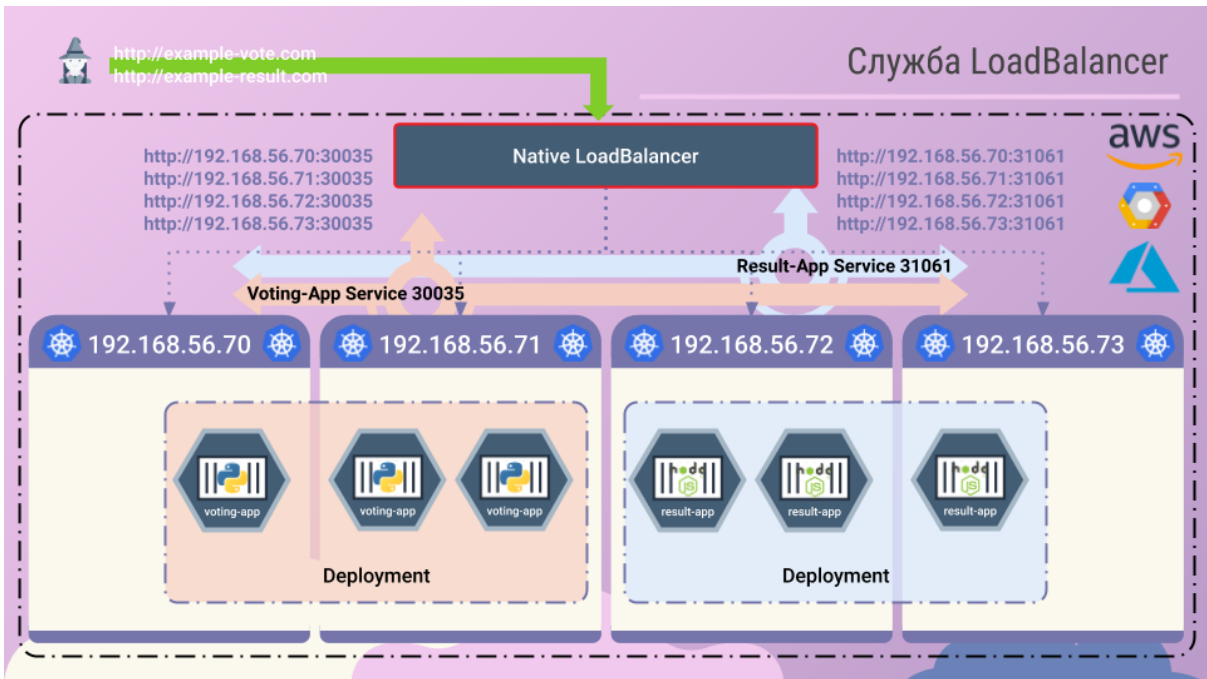 http://example-vote.com
http://example-result.com
Служба LoadBalancer
aws
http://192.168.56.70:30035
http://192.168.56.71:30035
http://192.168.56.72:30035
http://192.168.56.73:30035
Native LoadBalancer
http://192.168.56.70:31061
http://192.168.56.71:31061
http://192.168.56.72:31061
http://192.168.56.73:31061
Result-App Service 31061
Voting-App Service 30035
192.168.56.70
192.168.56.71
192.168.56.72
192.168.56.73
voting-app
voting-app
voting-app
Deployment
JS
result-app
JS
result-app
JS
result-app
Deployment